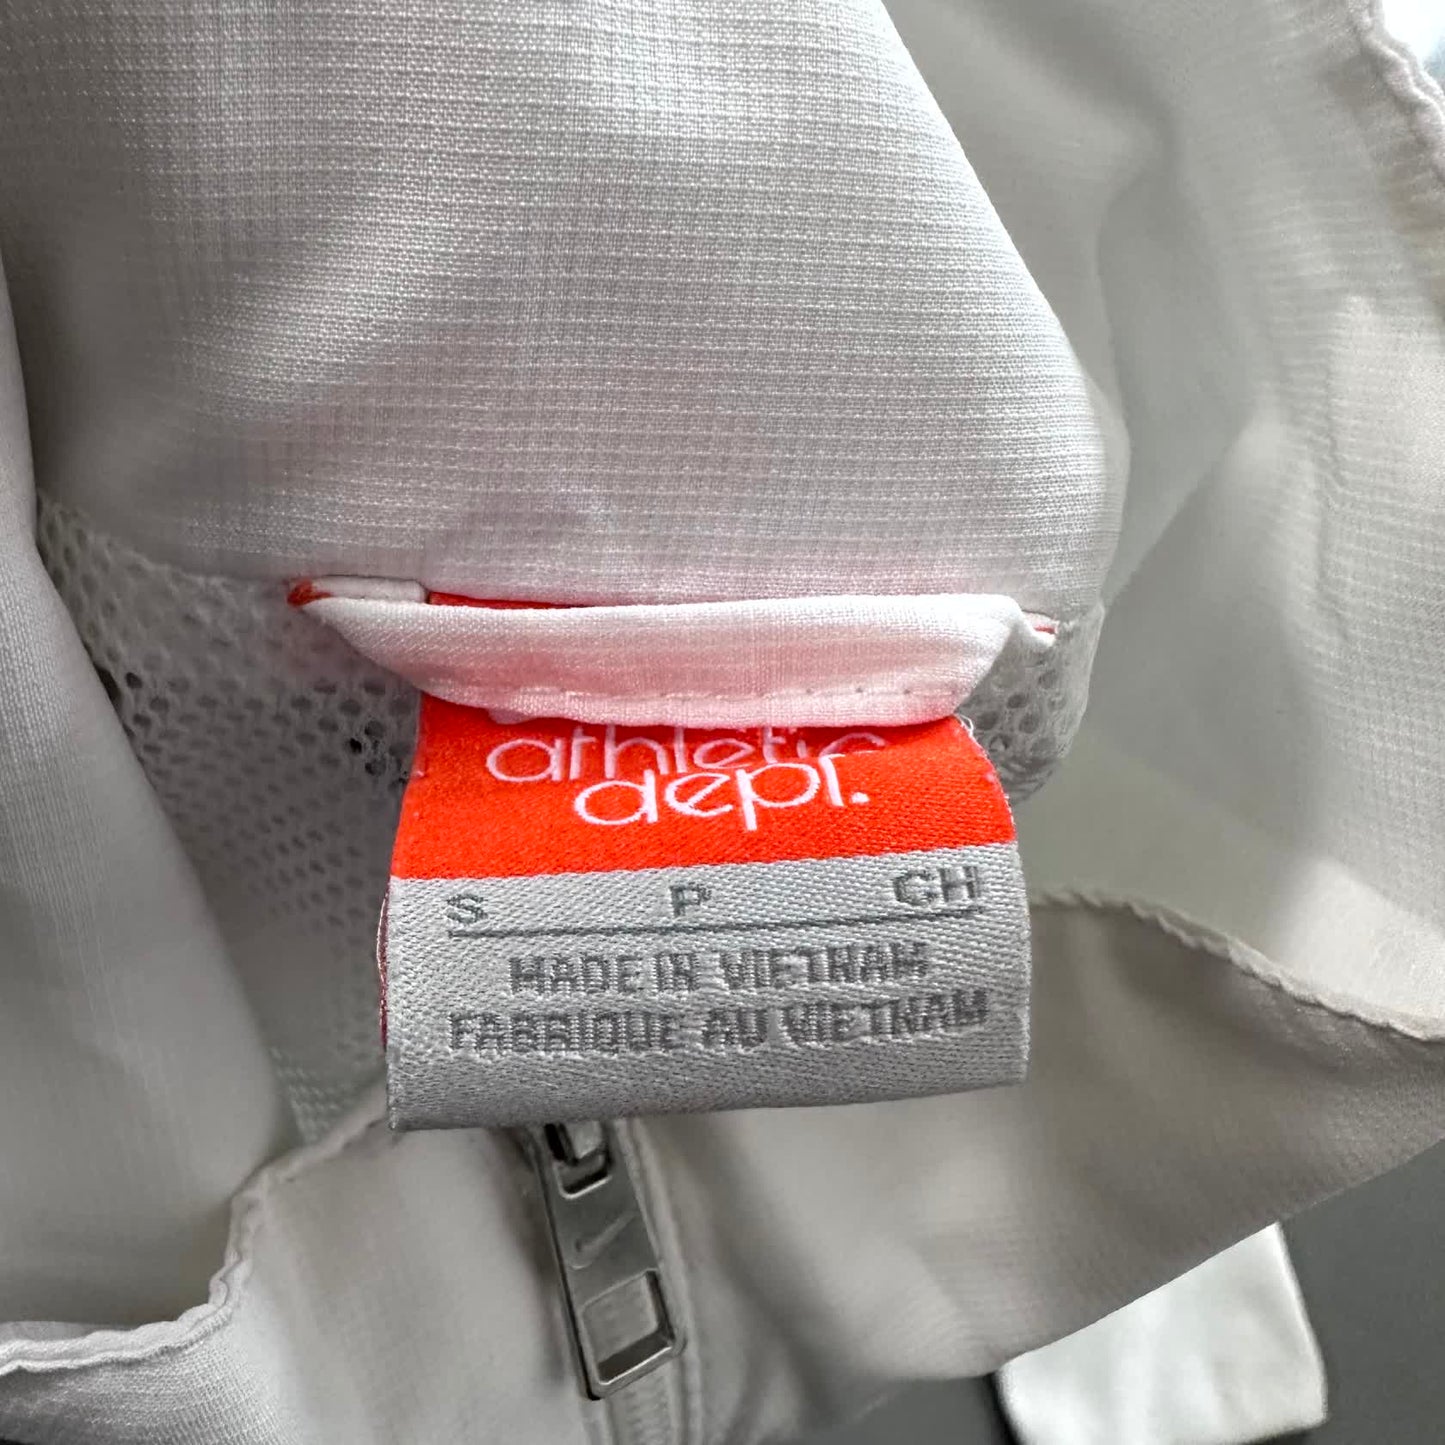 athletic
dept.
S P CH
MADE IN VIETNAM
FABRIQUE AU VIETNAM